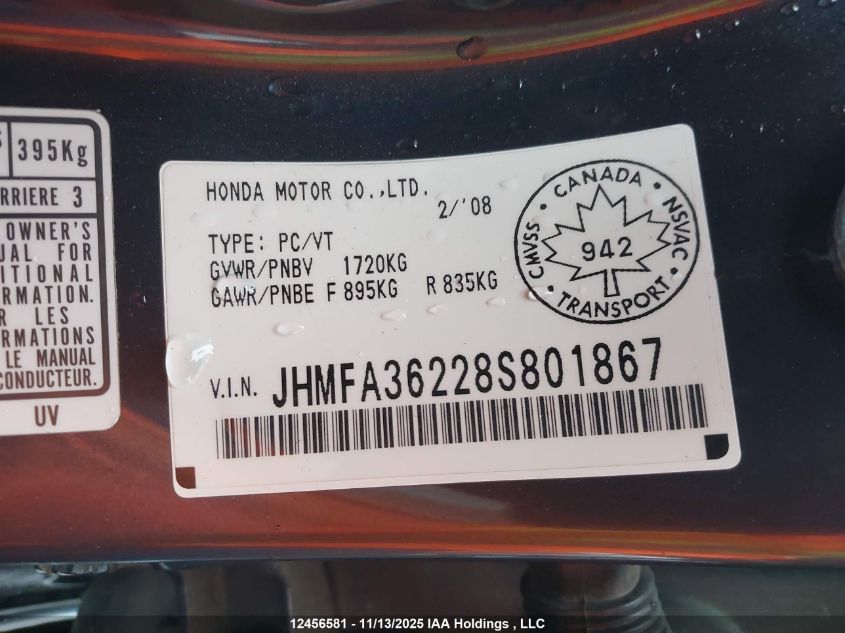 395Kg
RRIERE 3
OWNER'S
UAL FOR
ITIONAL
ORMATION.
R LES
ORMATIONS
LE MANUAL
CONDUCTEUR.
UV
HONDA MOTOR CO.,LTD.
2/'08
TYPE: PC/VT
GVWR/PNBV 1720KG
GAWR/PNBE F 895KG R 835KG
V.I.N. JHMFA36228S801867
CANADA
CMVSS
942
NSVAC
TRANSPORT
12456581 - 11/13/2025 IAA Holdings , LLC